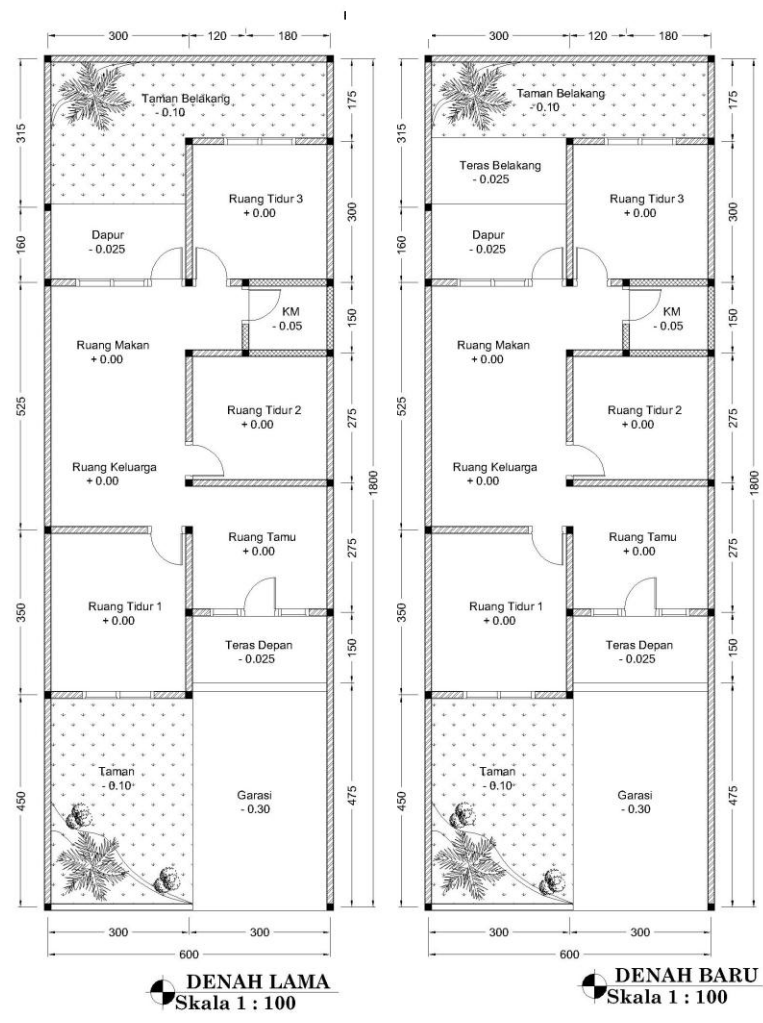 300
120
180
315
160
525
350
450
175
300
150
275
275
150
475
1800
Taman Belakang
- 0.10
Ruang Tidur 3
+ 0.00
Dapur
- 0.025
KM
- 0.05
Ruang Makan
+ 0.00
Ruang Tidur 2
+ 0.00
Ruang Keluarga
+ 0.00
Ruang Tamu
+ 0.00
Ruang Tidur 1
+ 0.00
Teras Depan
- 0.025
Taman
- 0.10
Garasi
- 0.30
300
300
600
DENAH LAMA
Skala 1 : 100
300
120
180
315
160
525
350
450
175
300
150
275
275
150
475
1800
Taman Belakang
- 0.10
Teras Belakang
- 0.025
Ruang Tidur 3
+ 0.00
Dapur
- 0.025
KM
- 0.05
Ruang Makan
+ 0.00
Ruang Tidur 2
+ 0.00
Ruang Keluarga
+ 0.00
Ruang Tamu
+ 0.00
Ruang Tidur 1
+ 0.00
Teras Depan
- 0.025
Taman
- 0.10
Garasi
- 0.30
300
300
600
DENAH BARU
Skala 1 : 100